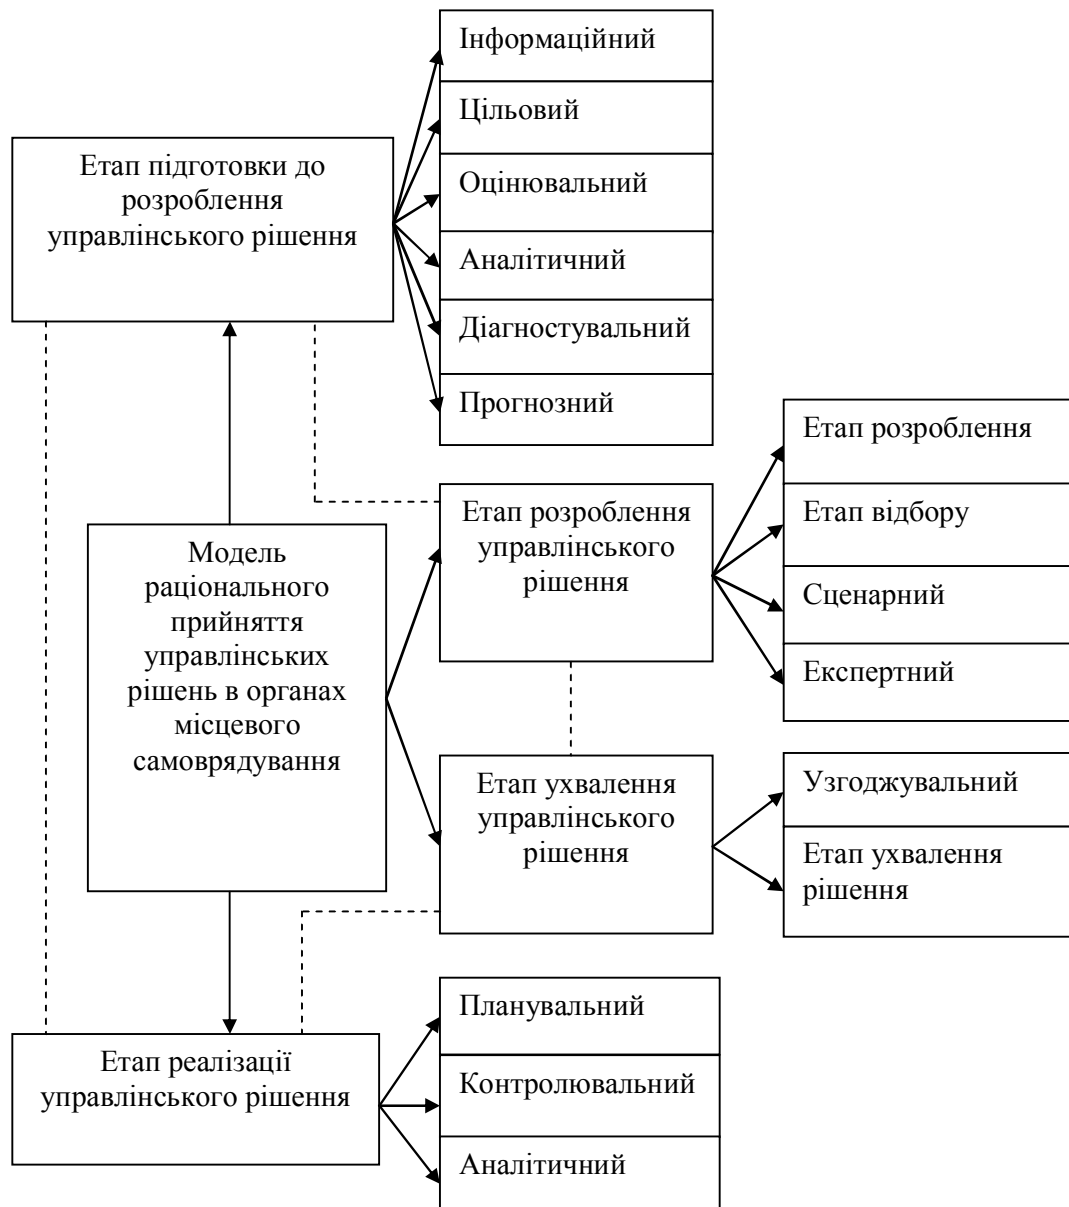 Інформаційний
Цільовий
Оцінювальний
Аналітичний
Діагностувальний
Прогнозний
Етап підготовки до
розроблення
управлінського рішення
Етап розроблення
Етап відбору
Сценарний
Експертний
Етап розроблення
управлінського
рішення
Модель
раціонального
прийняття
управлінських
рішень в органах
місцевого
самоврядування
Етап ухвалення
управлінського
рішення
Узгоджувальний
Етап ухвалення
рішення
Етап реалізації
управлінського рішення
Планувальний
Контролювальний
Аналітичний